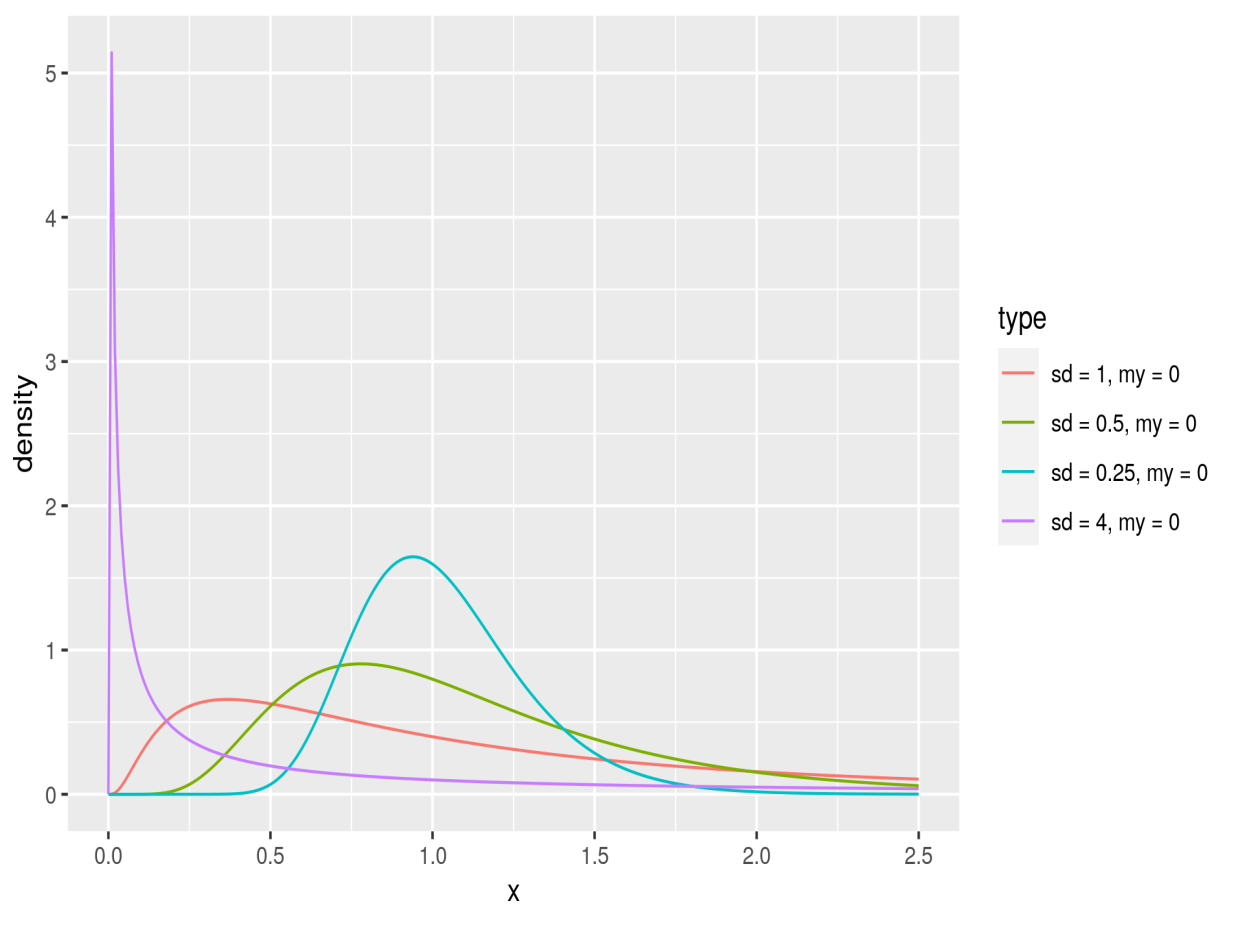 5
4
3
2
1
0
density
0.0 0.5 1.0 1.5 2.0 2.5
x
type
sd = 1, my = 0
sd = 0.5, my = 0
sd = 0.25, my = 0
sd = 4, my = 0